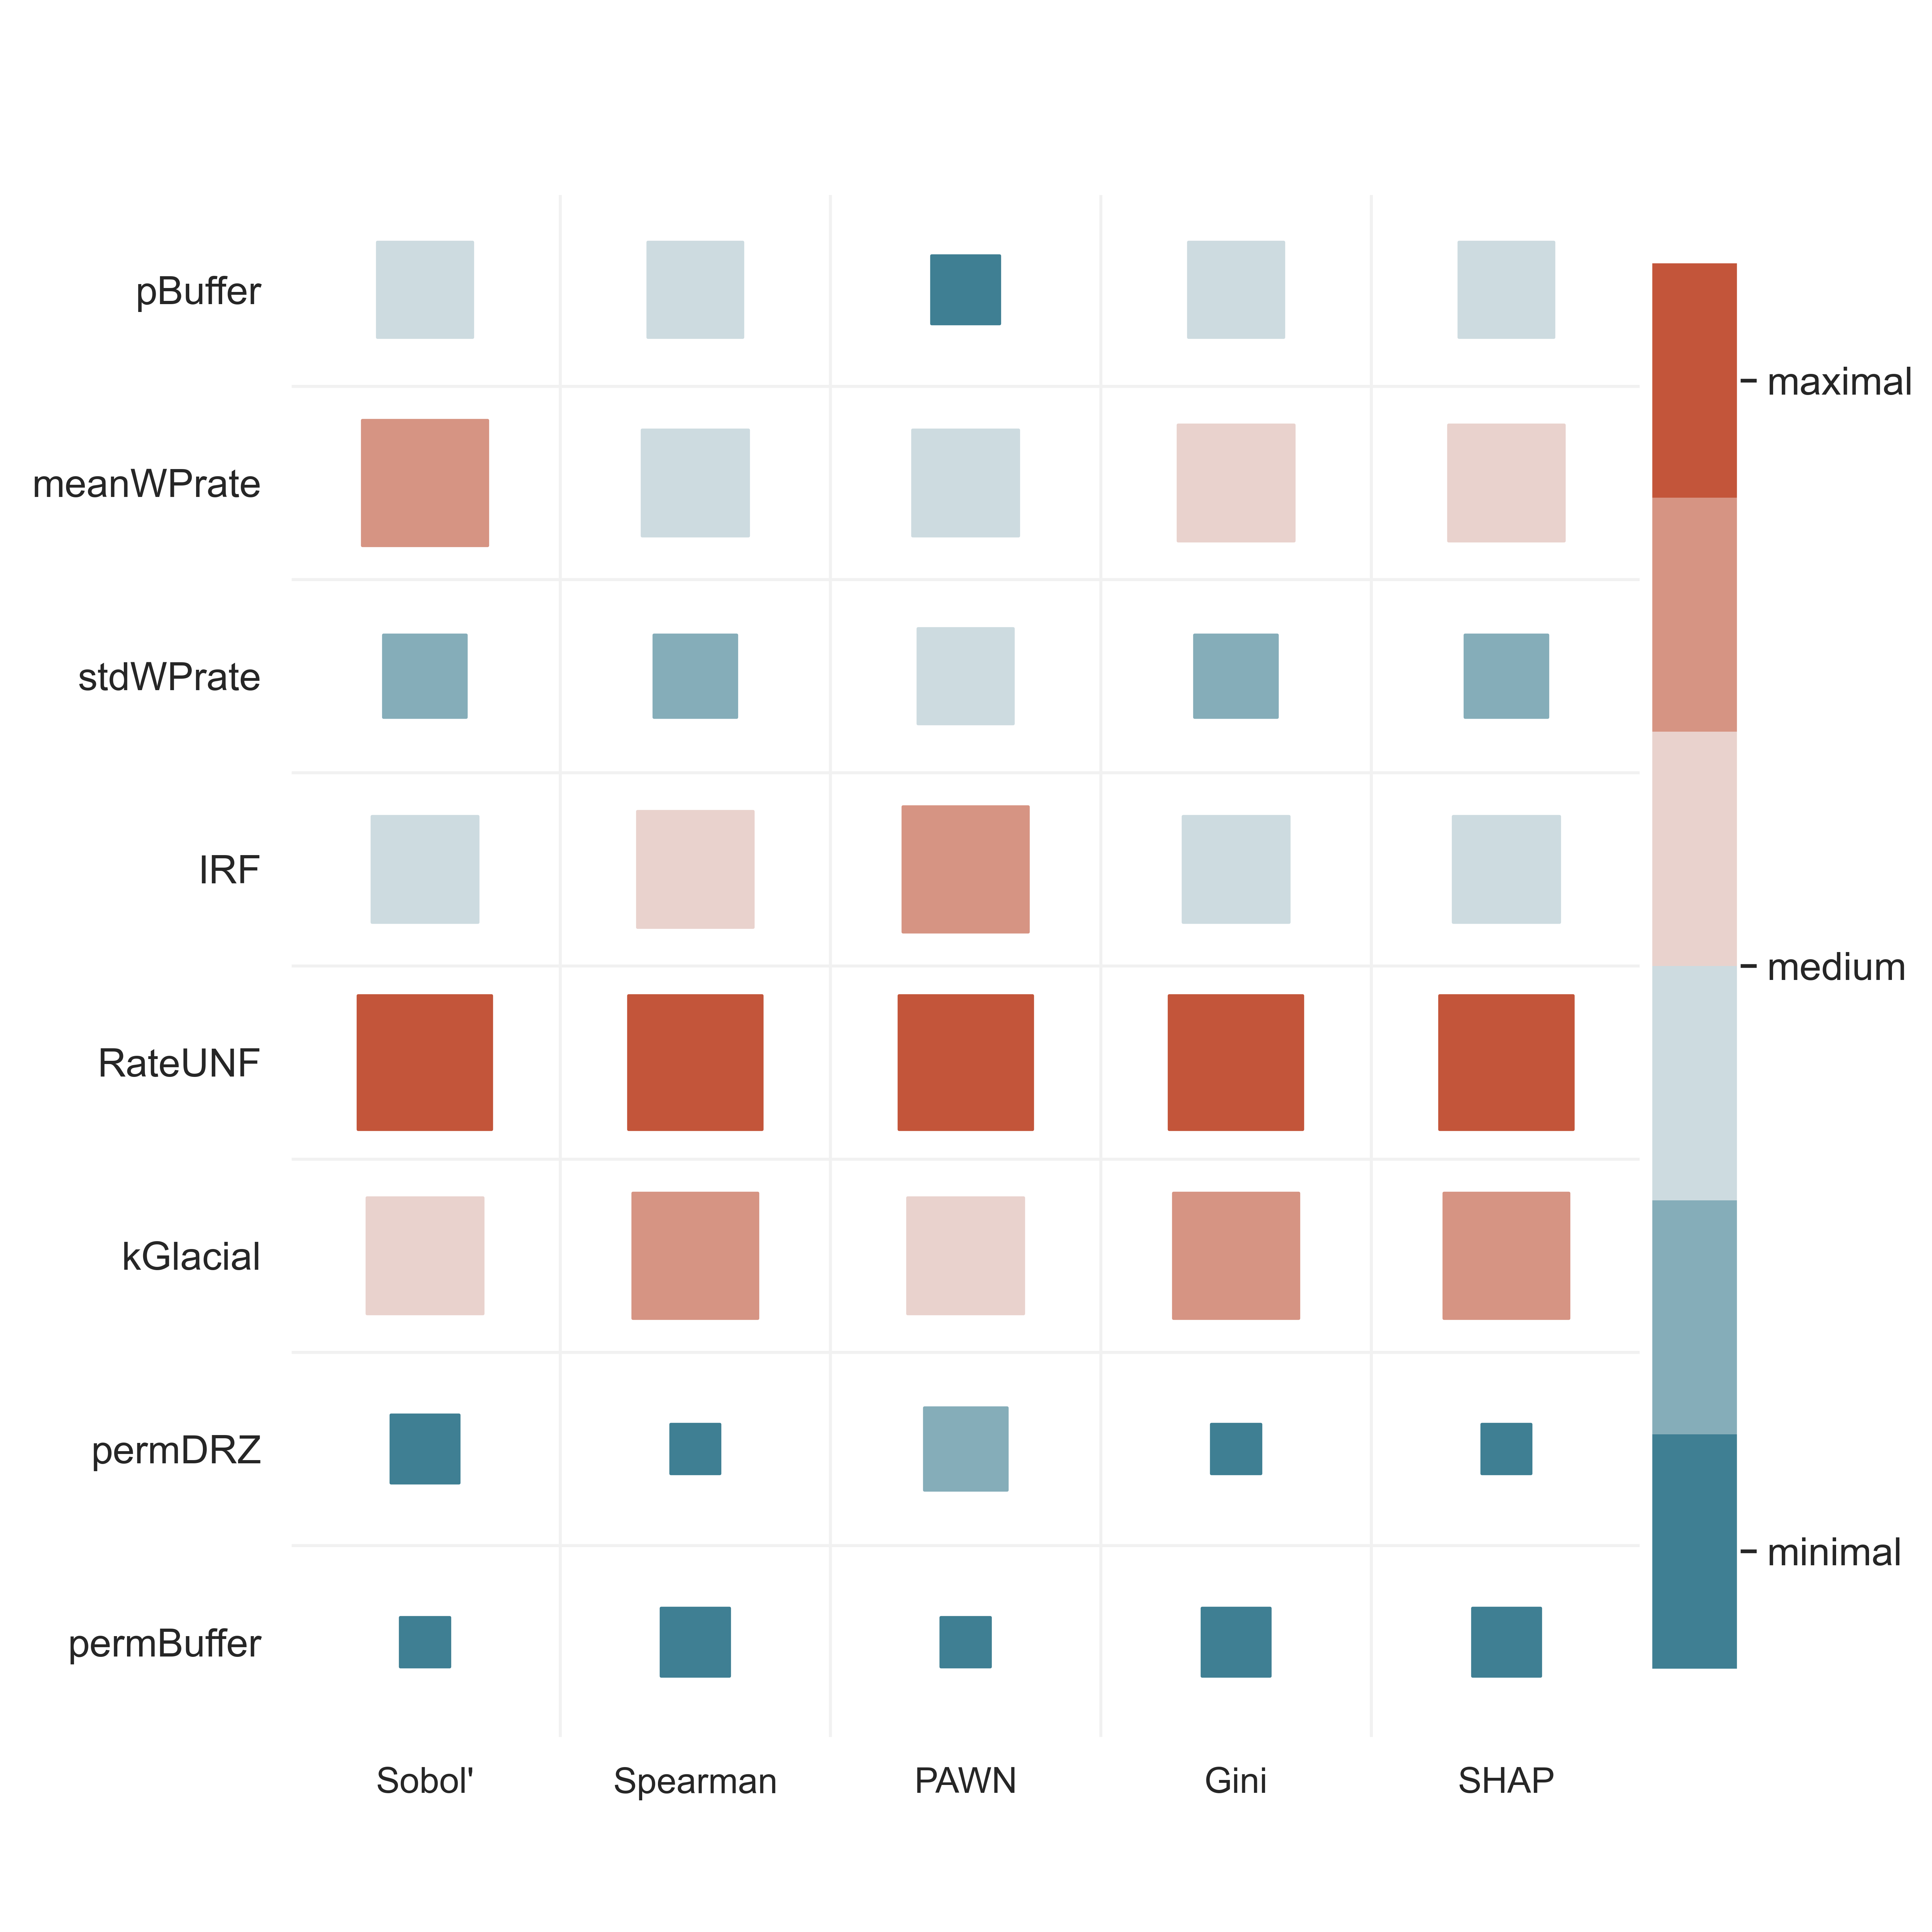 pBuffer
meanWPrate
stdWPrate
IRF
RateUNF
kGlacial
permDRZ
permBuffer
Sobol' Spearman PAWN Gini SHAP
maximal
medium
minimal